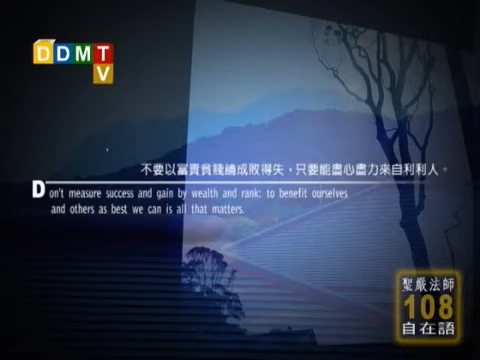 DDMT
V
不要以富貴貧賤論成敗得失，只要能盡心盡力來自利利人。
Don't measure success and gain by wealth and rank: to benefit ourselves
and others as best we can is all that matters.
聖嚴法師
108
自在語